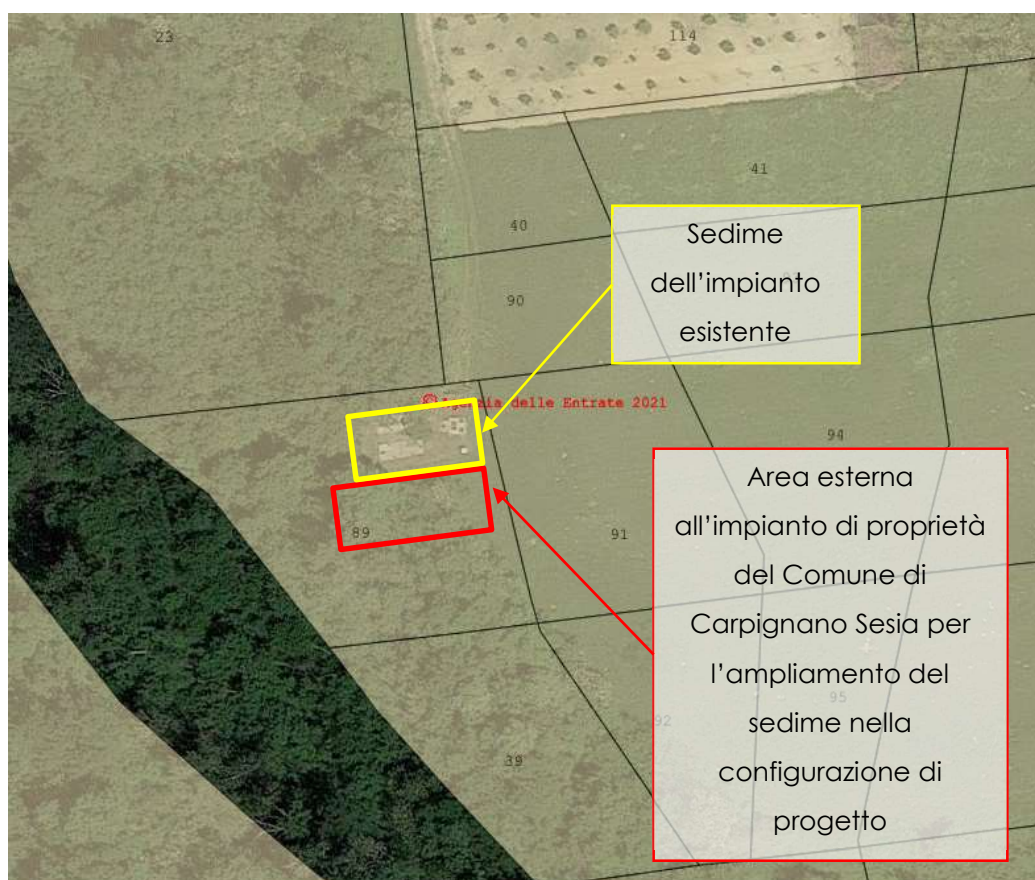 23
114
41
40
Sedime
dell’impianto
esistente
90
Agenzia delle Entrate 2021
94
Area esterna
all’impianto di proprietà
del Comune di
Carpignano Sesia per
l’ampliamento del
sedime nella
configurazione di
progetto
89
91
95
92
39